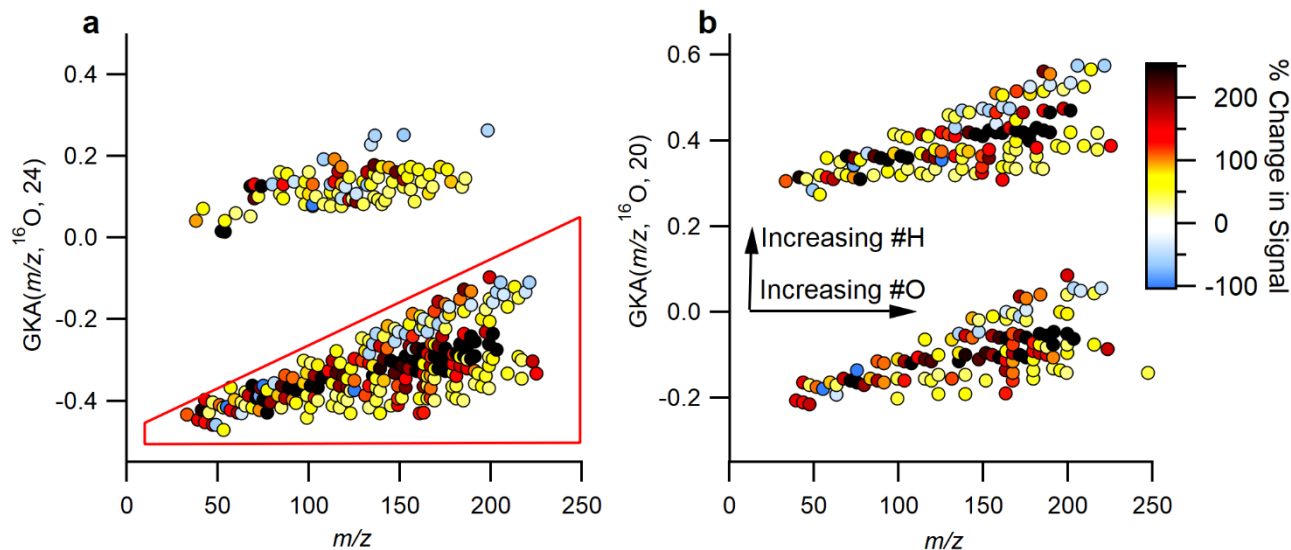 a
0.4
0.2
0.0
-0.2
-0.4
GKA(m/z, ¹⁶O, 24)
0
50
100
150
200
250
m/z
b
0.6
0.4
0.2
0.0
-0.2
GKA(m/z, ¹⁶O, 20)
Increasing #H
Increasing #O
0
50
100
150
200
250
m/z
200
100
0
-100
% Change in Signal